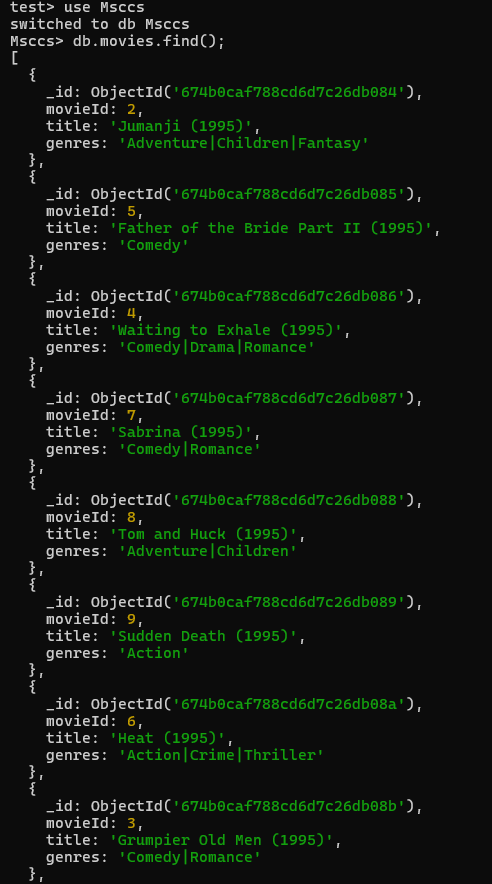 test> use Msccs
switched to db Msccs
Msccs> db.movies.find();
[
  {
    _id: ObjectId('674b0caf788cd6d7c26db084'),
    movieId: 2,
    title: 'Jumanji (1995)',
    genres: 'Adventure|Children|Fantasy'
  },
  {
    _id: ObjectId('674b0caf788cd6d7c26db085'),
    movieId: 5,
    title: 'Father of the Bride Part II (1995)',
    genres: 'Comedy'
  },
  {
    _id: ObjectId('674b0caf788cd6d7c26db086'),
    movieId: 4,
    title: 'Waiting to Exhale (1995)',
    genres: 'Comedy|Drama|Romance'
  },
  {
    _id: ObjectId('674b0caf788cd6d7c26db087'),
    movieId: 7,
    title: 'Sabrina (1995)',
    genres: 'Comedy|Romance'
  },
  {
    _id: ObjectId('674b0caf788cd6d7c26db088'),
    movieId: 8,
    title: 'Tom and Huck (1995)',
    genres: 'Adventure|Children'
  },
  {
    _id: ObjectId('674b0caf788cd6d7c26db089'),
    movieId: 9,
    title: 'Sudden Death (1995)',
    genres: 'Action'
  },
  {
    _id: ObjectId('674b0caf788cd6d7c26db08a'),
    movieId: 6,
    title: 'Heat (1995)',
    genres: 'Action|Crime|Thriller'
  },
  {
    _id: ObjectId('674b0caf788cd6d7c26db08b'),
    movieId: 3,
    title: 'Grumpier Old Men (1995)',
    genres: 'Comedy|Romance'
  },